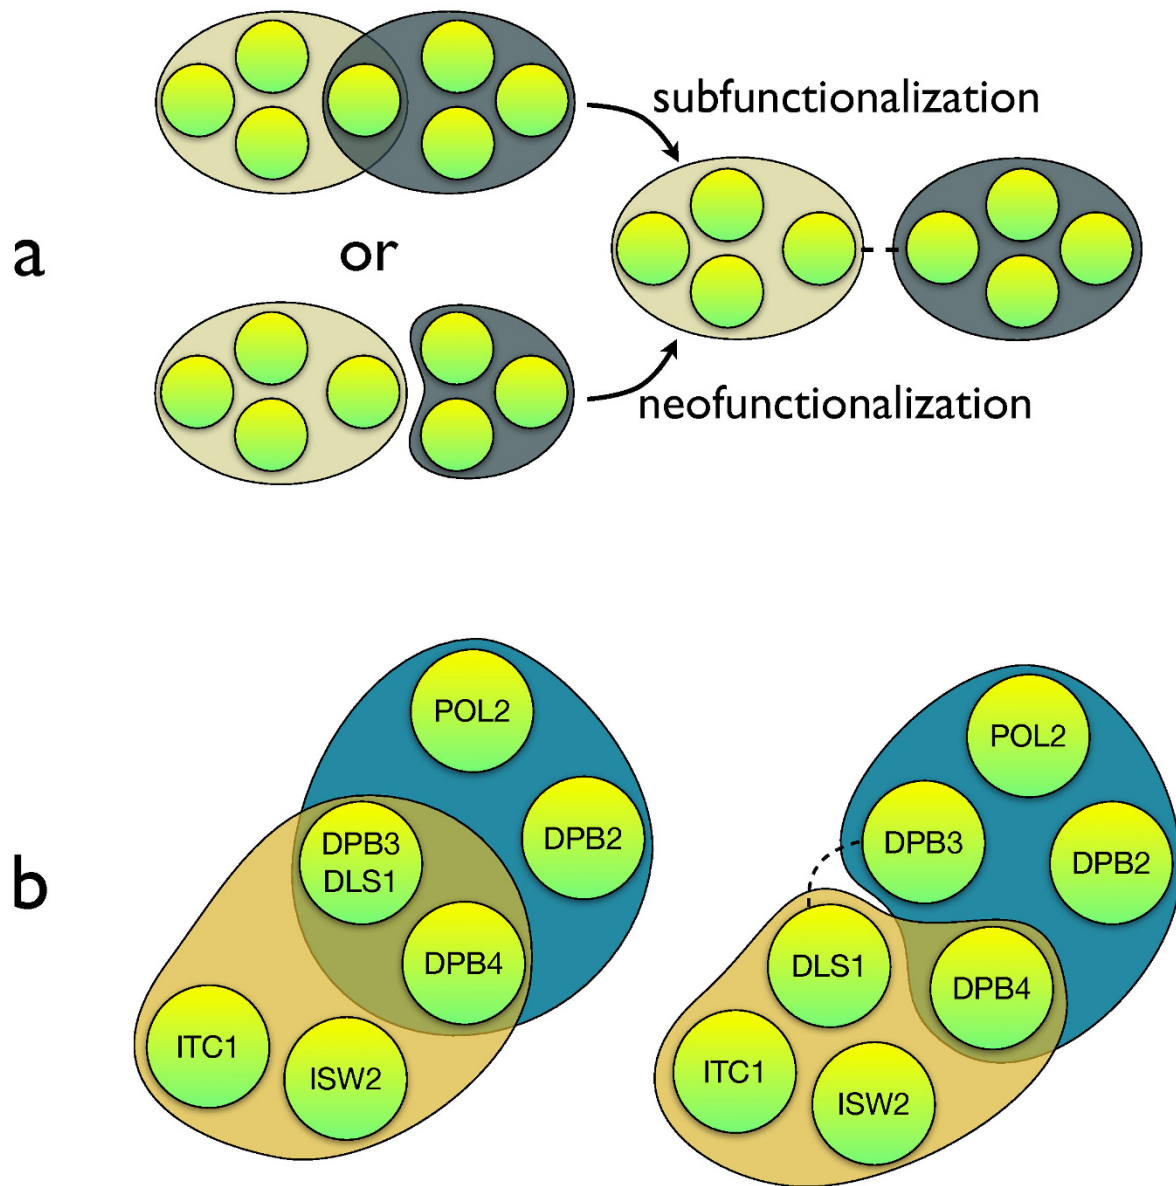 subfunctionalization
a
or
neofunctionalization
b
POL2
DPB3
DLS1
DPB2
DPB4
ITC1
ISW2
POL2
DPB3
DPB2
DLS1
DPB4
ITC1
ISW2